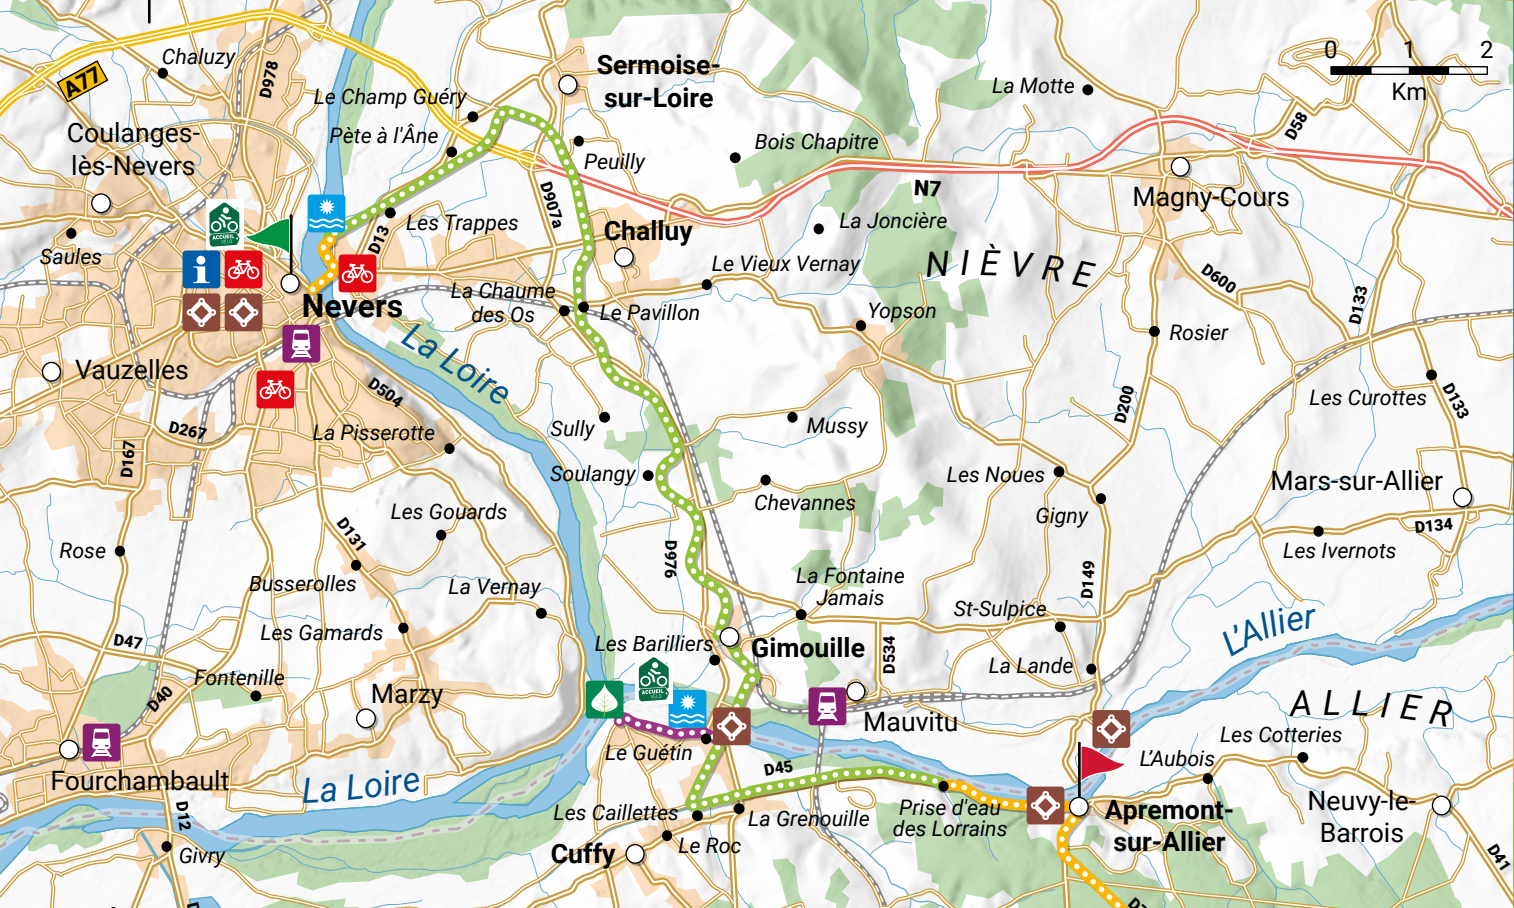 Chaluzy
A77
D978
Le Champ Guéry
Pète à l'Âne
Sermoise-
sur-Loire
Peuilly
Bois Chapitre
La Motte
0 1 2
Km
D58
Coulanges-
lès-Nevers
ACCUEIL
VÉLO
Saules
i
Les Trappes
D13
D907a
Challuy
N7
La Joncière
Magny-Cours
NIÈVRE
Le Vieux Vernay
D600
D133
Nevers
La Chaume
des Os
Le Pavillon
Yopson
Rosier
Vauzelles
La Loire
D504
D267
D167
La Pisserotte
Sully
Mussy
D200
Les Curottes
D133
Soulangy
Chevannes
Les Noues
Gigny
Mars-sur-Allier
D134
Les Ivernots
Les Gouards
Rose
D131
Busserolles
La Vernay
D976
La Fontaine
Jamais
St-Sulpice
D149
L'Allier
D47
Les Gamards
Les Barilliers
Gimouille
D534
La Lande
Fontenille
D40
Marzy
ACCUEIL
VÉLO
Mauvitu
ALLIER
Les Cotteries
L'Aubois
Fourchambault
La Loire
Le Guétin
D45
D12
Les Caillettes
La Grenouille
Prise d'eau
des Lorrains
Apremont-
sur-Allier
Neuvy-le-
Barrois
Givry
Cuffy
Le Roc
D41